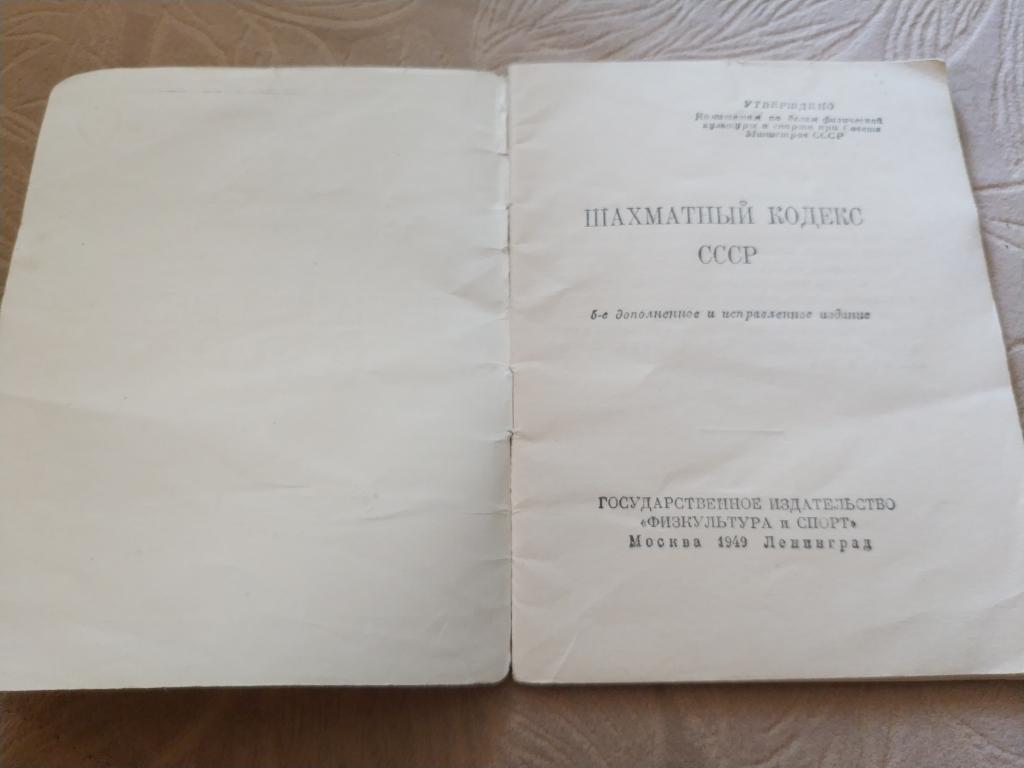 УТВЕРЖДЕНО
Комитетом по делам физической
культуры и спорта при Совете
Министров СССР
ШАХМАТНЫЙ КОДЕКС
СССР
5-е дополненное и исправленное издание
ГОСУДАРСТВЕННОЕ ИЗДАТЕЛЬСТВО
«ФИЗКУЛЬТУРА и СПОРТ»
Москва 1949 Ленинград